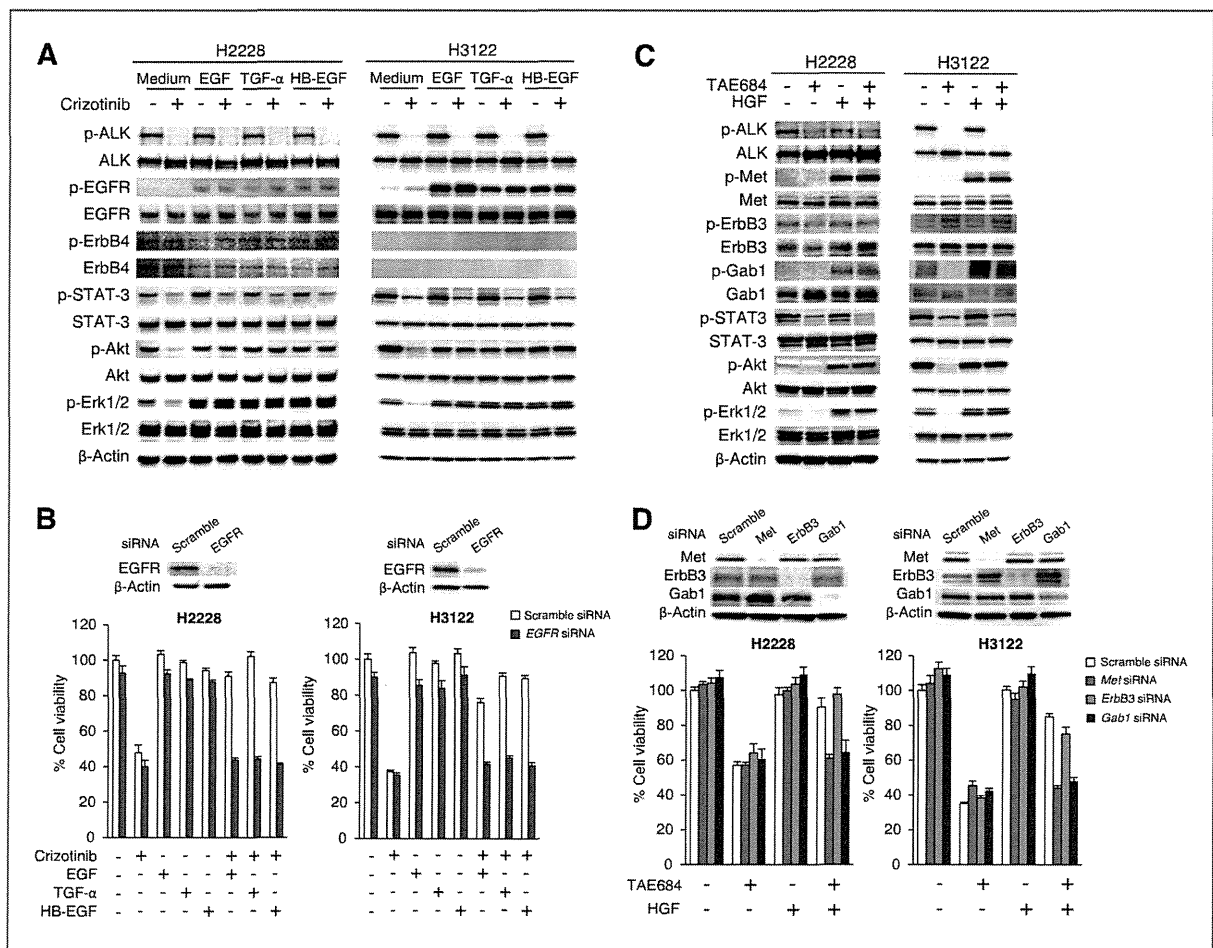 A
H2228
H3122
Medium EGF TGF-α HB-EGF
Medium EGF TGF-α HB-EGF
Crizotinib - + - + - + - +
- + - + - + - +
p-ALK
ALK
p-EGFR
EGFR
p-ErbB4
ErbB4
p-STAT-3
STAT-3
p-Akt
Akt
p-Erk1/2
Erk1/2
β-Actin
C
H2228
H3122
TAE684 - + - +
- + - +
HGF - - + +
- - + +
p-ALK
ALK
p-Met
Met
p-ErbB3
ErbB3
p-Gab1
Gab1
p-STAT3
STAT-3
p-Akt
Akt
p-Erk1/2
Erk1/2
β-Actin
B
siRNA Scramble EGFR
EGFR
β-Actin
siRNA Scramble EGFR
EGFR
β-Actin
H2228
% Cell viability
120
100
80
60
40
20
0
H3122
Scramble siRNA
EGFR siRNA
% Cell viability
120
100
80
60
40
20
0
Crizotinib - + - - - + + +
- + - - - + + +
EGF - - + - - + - -
- - + - - + - -
TGF-α - - - + - - + -
- - - + - - + -
HB-EGF - - - - + - - +
- - - - + - - +
D
siRNA Scramble Met ErbB3 Gab1
Met
ErbB3
Gab1
β-Actin
siRNA Scramble Met ErbB3 Gab1
Met
ErbB3
Gab1
β-Actin
H2228
% Cell viability
120
100
80
60
40
20
0
H3122
% Cell viability
120
100
80
60
40
20
0
Scramble siRNA
Met siRNA
ErbB3 siRNA
Gab1 siRNA
TAE684 - + - +
- + - +
HGF - - + +
- - + +